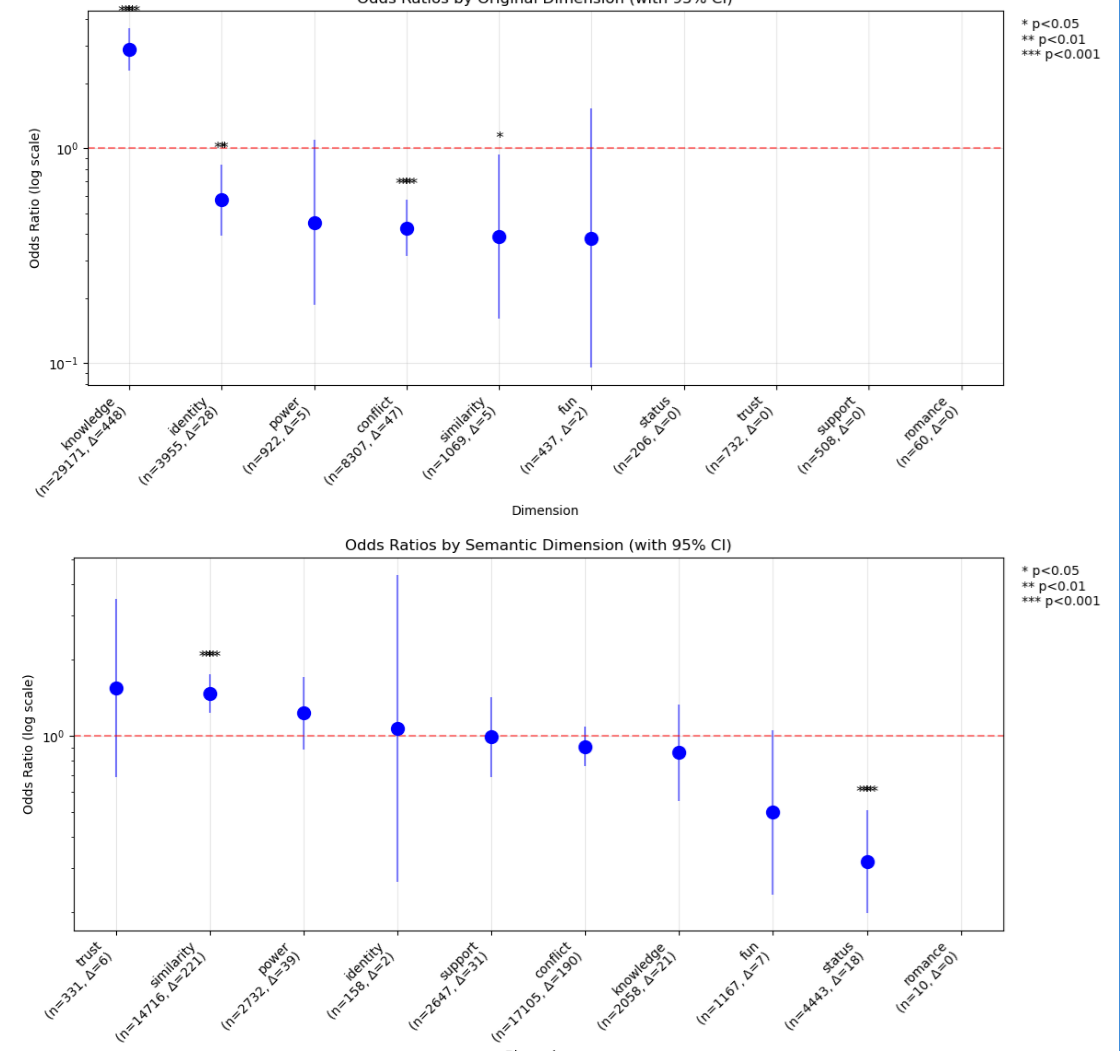 Odds Ratios by Original Dimension (with 95% CI)
* p<0.05
** p<0.01
*** p<0.001
***
**
***
*
Odds Ratio (log scale)
10⁰
10⁻¹
knowledge
(n=29171, Δ=448)
identity
(n=3955, Δ=28)
power
(n=922, Δ=5)
conflict
(n=8307, Δ=47)
similarity
(n=1069, Δ=5)
fun
(n=437, Δ=2)
status
(n=206, Δ=0)
trust
(n=732, Δ=0)
support
(n=508, Δ=0)
romance
(n=60, Δ=0)
Dimension
Odds Ratios by Semantic Dimension (with 95% CI)
* p<0.05
** p<0.01
*** p<0.001
***
***
Odds Ratio (log scale)
10⁰
trust
(n=331, Δ=6)
similarity
(n=14716, Δ=221)
power
(n=2732, Δ=39)
identity
(n=158, Δ=2)
support
(n=2647, Δ=31)
conflict
(n=17105, Δ=190)
knowledge
(n=2058, Δ=21)
fun
(n=1167, Δ=7)
status
(n=4443, Δ=18)
romance
(n=10, Δ=0)